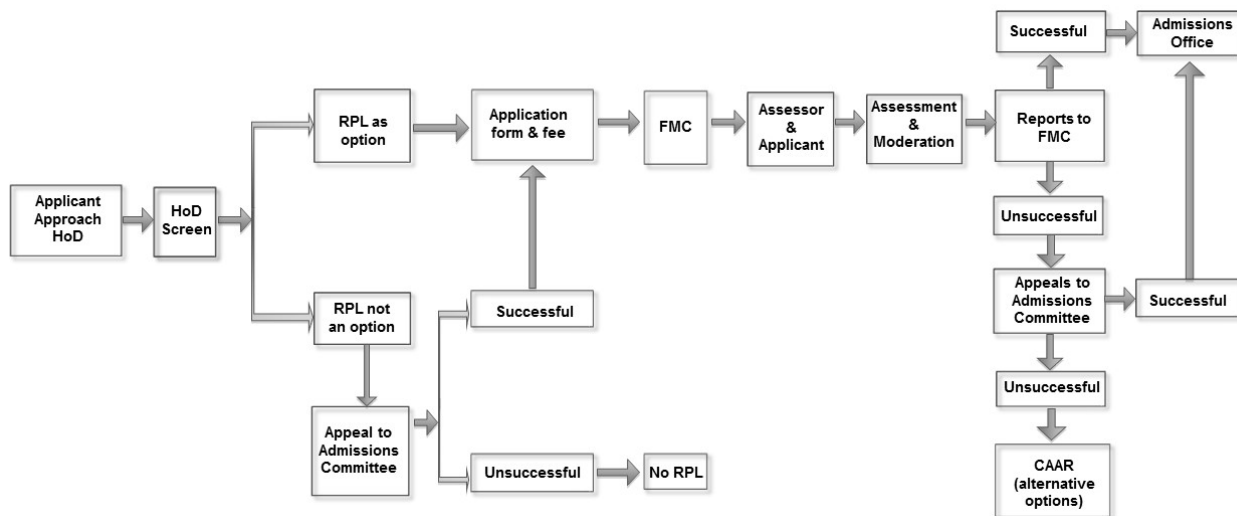 Successful
Admissions
Office
RPL as
option
Application
form & fee
FMC
Assessor
&
Applicant
Assessment
&
Moderation
Reports to
FMC
Applicant
Approach
HoD
HoD
Screen
Unsuccessful
RPL not
an option
Successful
Appeals to
Admissions
Committee
Successful
Unsuccessful
Appeal to
Admissions
Committee
Unsuccessful
No RPL
CAAR
(alternative
options)